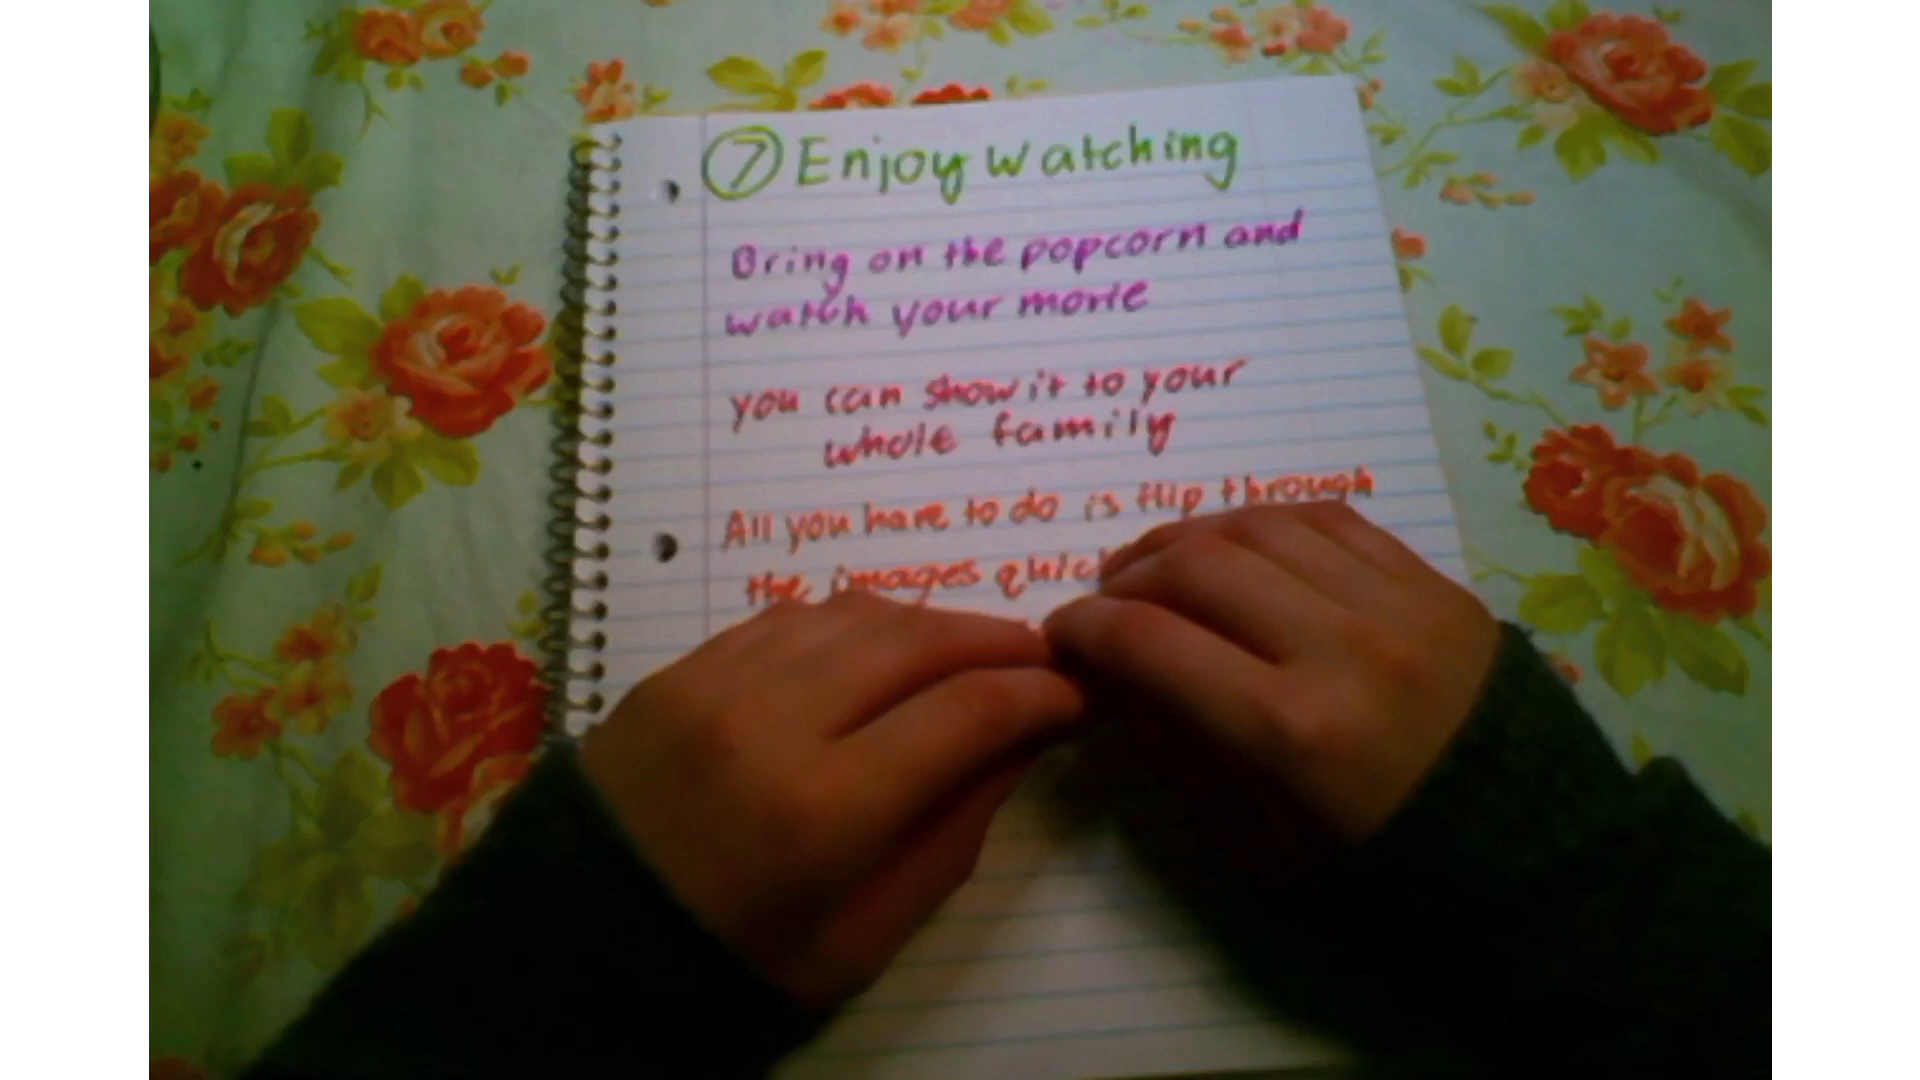 7 Enjoy watching
Bring on the popcorn and
watch your movie
you can show it to your
whole family
All you have to do is flip through
the images